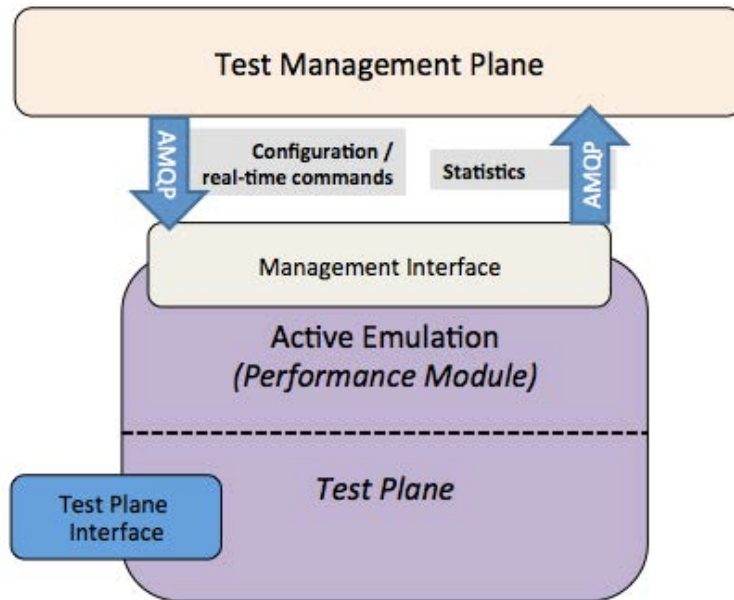 Test Management Plane
AMQP
Configuration /
real-time commands
Statistics
AMQP
Management Interface
Active Emulation
(Performance Module)
Test Plane
Test Plane
Interface